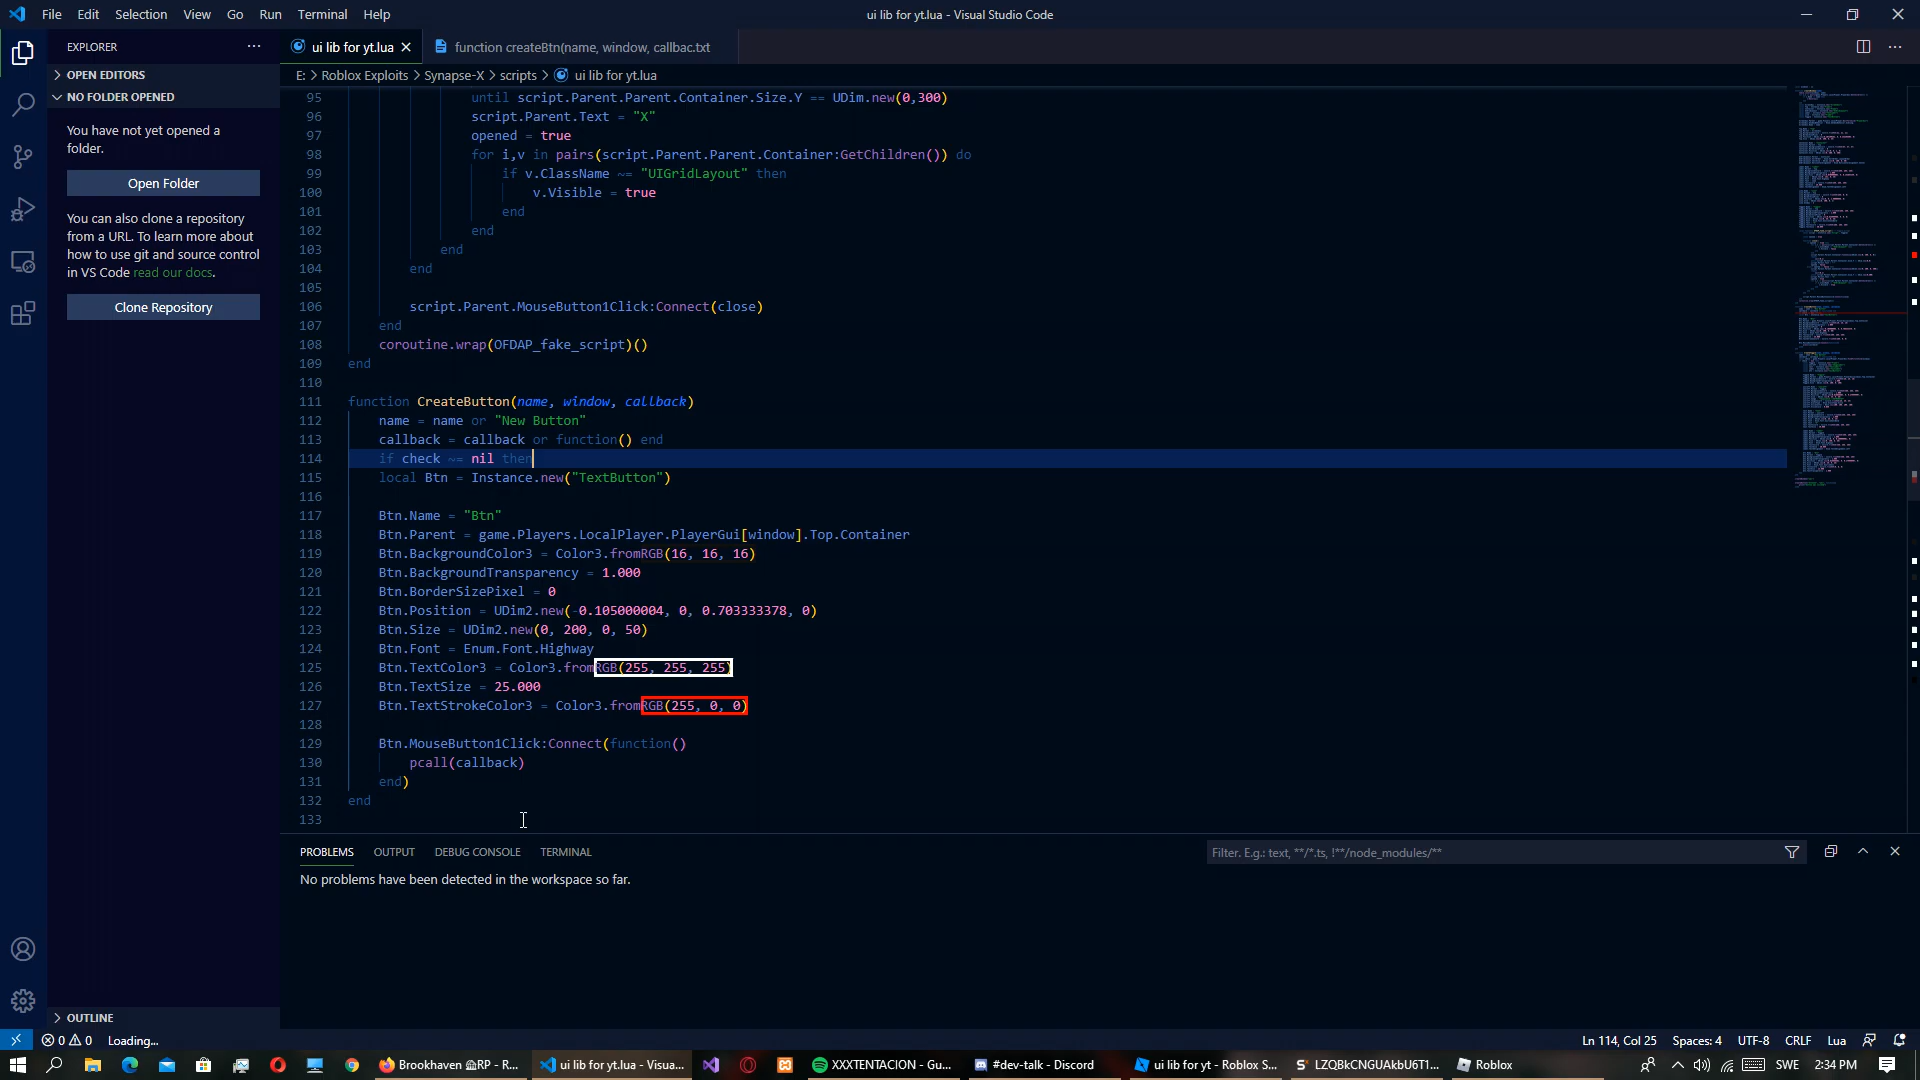 File Edit Selection View Go Run Terminal Help
ui lib for yt.lua - Visual Studio Code
EXPLORER
OPEN EDITORS
NO FOLDER OPENED
You have not yet opened a
folder.
Open Folder
You can also clone a repository
from a URL. To learn more about
how to use git and source control
in VS Code read our docs.
Clone Repository
OUTLINE
ui lib for yt.lua
function createBtn(name, window, callbac.txt
E: > Roblox Exploits > Synapse-X > scripts > ui lib for yt.lua
95 until script.Parent.Parent.Container.Size.Y == UDim.new(0,300)
96 script.Parent.Text = "X"
97 opened = true
98 for i,v in pairs(script.Parent.Parent.Container:GetChildren()) do
99 if v.ClassName ~= "UIGridLayout" then
100 v.Visible = true
101 end
102 end
103 end
104 end
105
106 script.Parent.MouseButton1Click:Connect(close)
107 end
108 coroutine.wrap(OFDAP_fake_script)()
109 end
110
111 function CreateButton(name, window, callback)
112 name = name or "New Button"
113 callback = callback or function() end
114 if check ~= nil then
115 local Btn = Instance.new("TextButton")
116
117 Btn.Name = "Btn"
118 Btn.Parent = game.Players.LocalPlayer.PlayerGui[window].Top.Container
119 Btn.BackgroundColor3 = Color3.fromRGB(16, 16, 16)
120 Btn.BackgroundTransparency = 1.000
121 Btn.BorderSizePixel = 0
122 Btn.Position = UDim2.new(-0.105000004, 0, 0.703333378, 0)
123 Btn.Size = UDim2.new(0, 200, 0, 50)
124 Btn.Font = Enum.Font.Highway
125 Btn.TextColor3 = Color3.fromRGB(255, 255, 255)
126 Btn.TextSize = 25.000
127 Btn.TextStrokeColor3 = Color3.fromRGB(255, 0, 0)
128
129 Btn.MouseButton1Click:Connect(function()
130 pcall(callback)
131 end)
132 end
133
PROBLEMS OUTPUT DEBUG CONSOLE TERMINAL
Filter. E.g.: text, **/*.ts, !**/node_modules/**
No problems have been detected in the workspace so far.
0 0 Loading...
Ln 114, Col 25 Spaces: 4 UTF-8 CRLF Lua
Brookhaven 🏠RP - R...
ui lib for yt.lua - Visua...
XXXTENTACION - Gu...
#dev-talk - Discord
ui lib for yt - Roblox S...
LZQBkCNGUAkbU6T1...
Roblox
SWE 2:34 PM